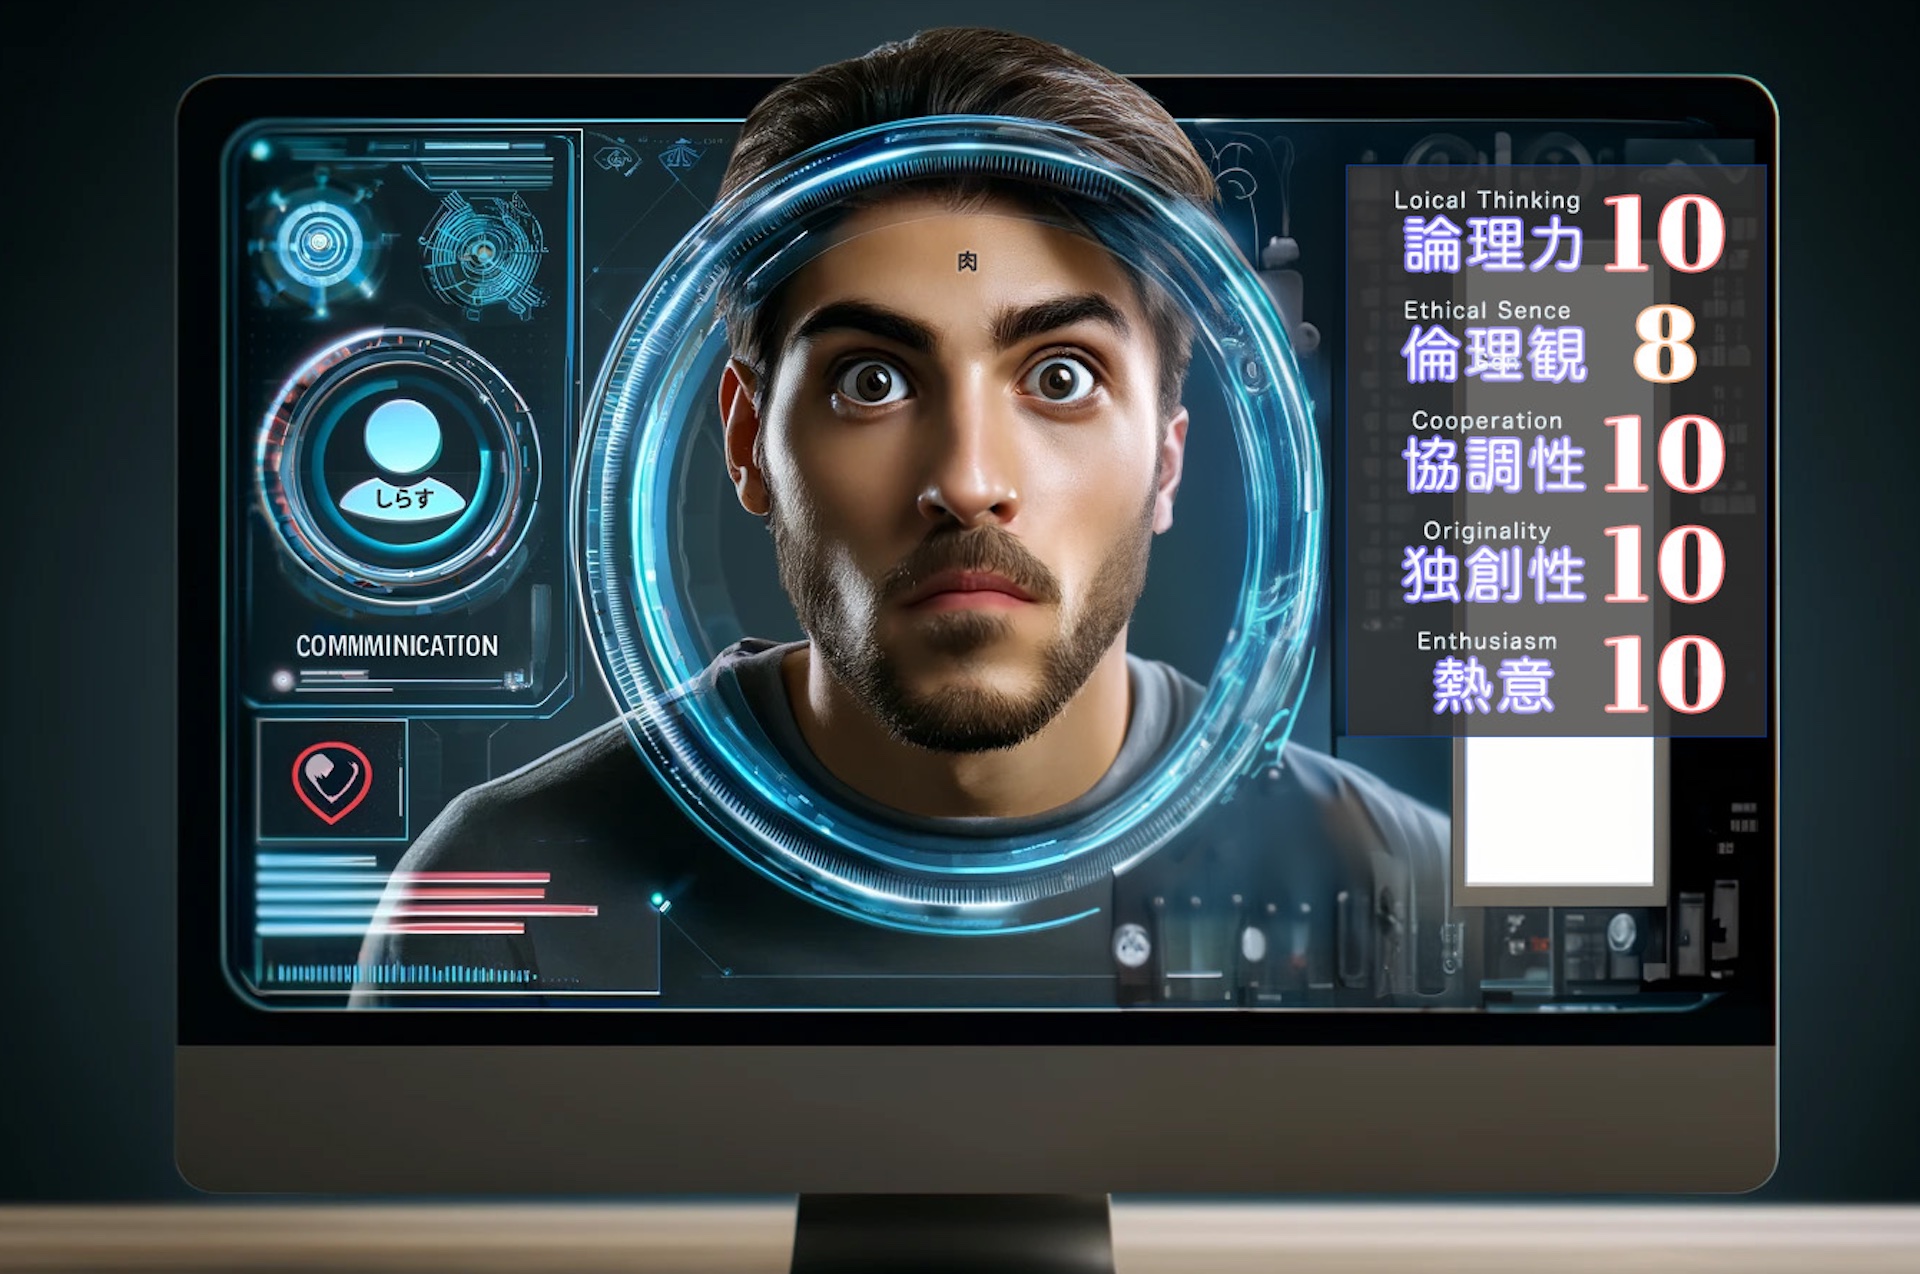 肉
しらす
COMMMINICATION
Loical Thinking
論理力 10
Ethical Sence
倫理観 8
Cooperation
協調性 10
Originality
独創性 10
Enthusiasm
熱意 10